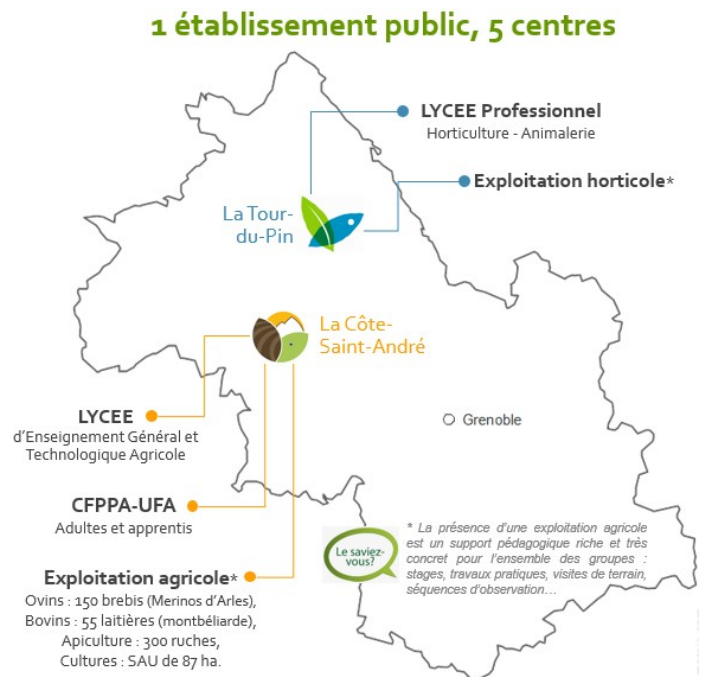 1 établissement public, 5 centres
LYCEE Professionnel
Horticulture - Animalerie
Exploitation horticole*
La Tour-
du-Pin
La Côte-
Saint-André
LYCEE
d'Enseignement Général et
Technologique Agricole
Grenoble
CFPPA-UFA
Adultes et apprentis
Le saviez-
vous?
* La présence d'une exploitation agricole
est un support pédagogique riche et très
concret pour l'ensemble des groupes :
stages, travaux pratiques, visites de terrain,
séquences d'observation...
Exploitation agricole*
Ovins : 150 brebis (Merinos d'Arles),
Bovins : 55 laitières (montbéliarde),
Apiculture : 300 ruches,
Cultures : SAU de 87 ha.